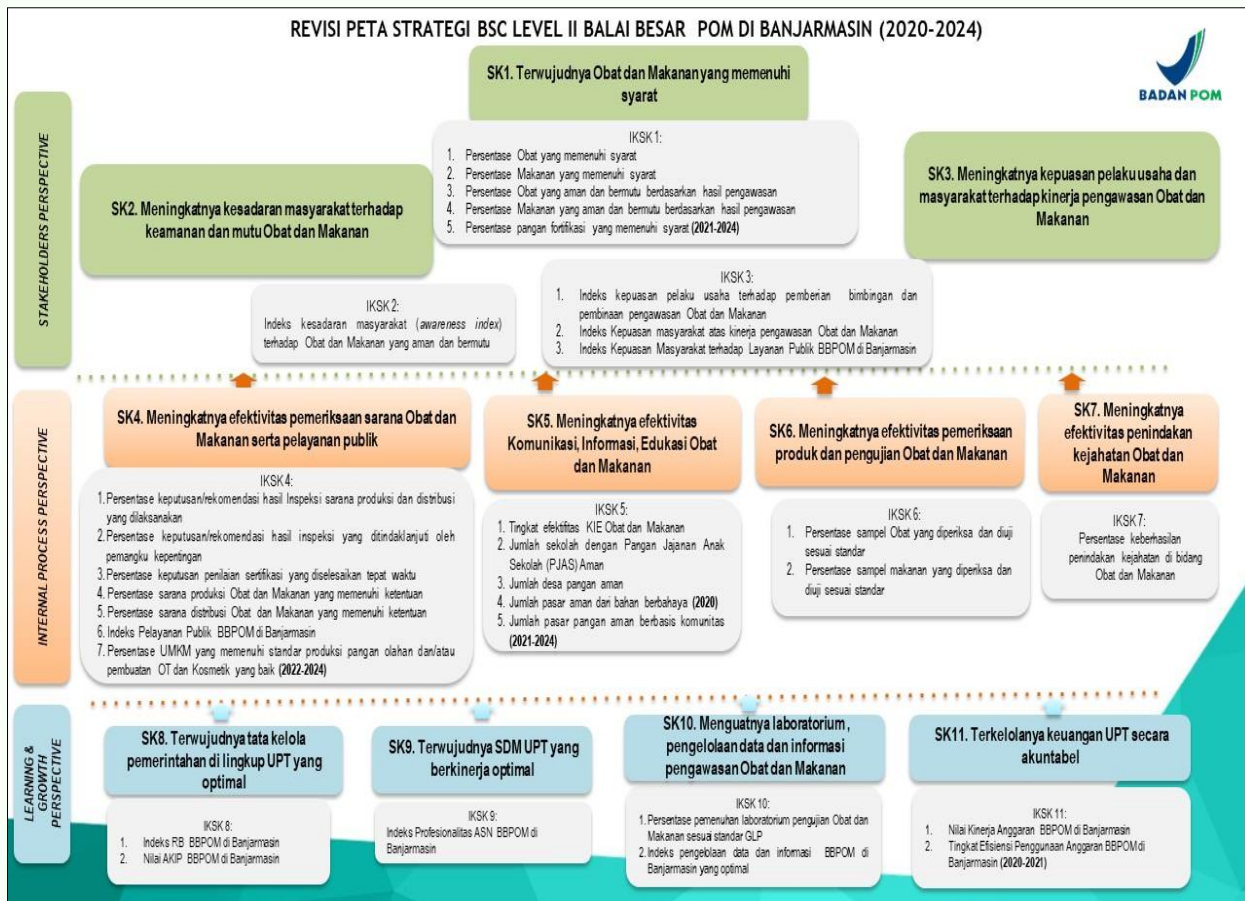 REVISI PETA STRATEGI BSC LEVEL II BALAI BESAR POM DI BANJARMASIN (2020-2024)
BADAN POM
STAKEHOLDERS PERSPECTIVE
SK1. Terwujudnya Obat dan Makanan yang memenuhi
syarat
IKSK 1:
1. Persentase Obat yang memenuhi syarat
2. Persentase Makanan yang memenuhi syarat
3. Persentase Obat yang aman dan bermutu berdasarkan hasil pengawasan
4. Persentase Makanan yang aman dan bermutu berdasarkan hasil pengawasan
5. Persentase pangan fortifikasi yang memenuhi syarat (2021-2024)
SK2. Meningkatnya kesadaran masyarakat terhadap
keamanan dan mutu Obat dan Makanan
IKSK 2:
Indeks kesadaran masyarakat (awareness index)
terhadap Obat dan Makanan yang aman dan bermutu
SK3. Meningkatnya kepuasan pelaku usaha dan
masyarakat terhadap kinerja pengawasan Obat dan
Makanan
IKSK 3:
1. Indeks kepuasan pelaku usaha terhadap pemberian bimbingan dan
pembinaan pengawasan Obat dan Makanan
2. Indeks Kepuasan masyarakat atas kinerja pengawasan Obat dan Makanan
3. Indeks Kepuasan Masyarakat terhadap Layanan Publik BBPOM di Banjarmasin
INTERNAL PROCESS PERSPECTIVE
SK4. Meningkatnya efektivitas pemeriksaan sarana Obat dan
Makanan serta pelayanan publik
IKSK 4:
1. Persentase keputusan/rekomendasi hasil Inspeksi sarana produksi dan distribusi
yang dilaksanakan
2. Persentase keputusan/rekomendasi hasil inspeksi yang ditindaklanjuti oleh
pemangku kepentingan
3. Persentase keputusan penilaian sertifikasi yang diselesaikan tepat waktu
4. Persentase sarana produksi Obat dan Makanan yang memenuhi ketentuan
5. Persentase sarana distribusi Obat dan Makanan yang memenuhi ketentuan
6. Indeks Pelayanan Publik BBPOM di Banjarmasin
7. Persentase UMKM yang memenuhi standar produksi pangan olahan dan/atau
pembuatan OT dan Kosmetik yang baik (2022-2024)
SK5. Meningkatnya efektivitas
Komunikasi, Informasi, Edukasi Obat
dan Makanan
IKSK 5:
1. Tingkat efektifitas KIE Obat dan Makanan
2. Jumlah sekolah dengan Pangan Jajanan Anak
Sekolah (PJAS) Aman
3. Jumlah desa pangan aman
4. Jumlah pasar aman dari bahan berbahaya (2020)
5. Jumlah pasar pangan aman berbasis komunitas
(2021-2024)
SK6. Meningkatnya efektivitas pemeriksaan
produk dan pengujian Obat dan Makanan
IKSK 6:
1. Persentase sampel Obat yang diperiksa dan diuji
sesuai standar
2. Persentase sampel makanan yang diperiksa dan
diuji sesuai standar
SK7. Meningkatnya
efektivitas penindakan
kejahatan Obat dan
Makanan
IKSK 7:
Persentase keberhasilan
penindakan kejahatan di bidang
Obat dan Makanan
LEARNING &
GROWTH
PERSPECTIVE
SK8. Terwujudnya tata kelola
pemerintahan di lingkup UPT yang
optimal
IKSK 8:
1. Indeks RB BBPOM di Banjarmasin
2. Nilai AKIP BBPOM di Banjarmasin
SK9. Terwujudnya SDM UPT yang
berkinerja optimal
IKSK 9:
Indeks Profesionalitas ASN BBPOM di
Banjarmasin
SK10. Menguatnya laboratorium ,
pengelolaan data dan informasi
pengawasan Obat dan Makanan
IKSK 10:
1. Persentase pemenuhan laboratorium pengujian Obat dan
Makanan sesuai standar GLP
2. Indeks pengelolaan data dan informasi BBPOM di
Banjarmasin yang optimal
SK11. Terkelolanya keuangan UPT secara
akuntabel
IKSK 11:
1. Nilai Kinerja Anggaran BBPOM di Banjarmasin
2. Tingkat Efisiensi Penggunaan Anggaran BBPOM di
Banjarmasin (2020-2021)